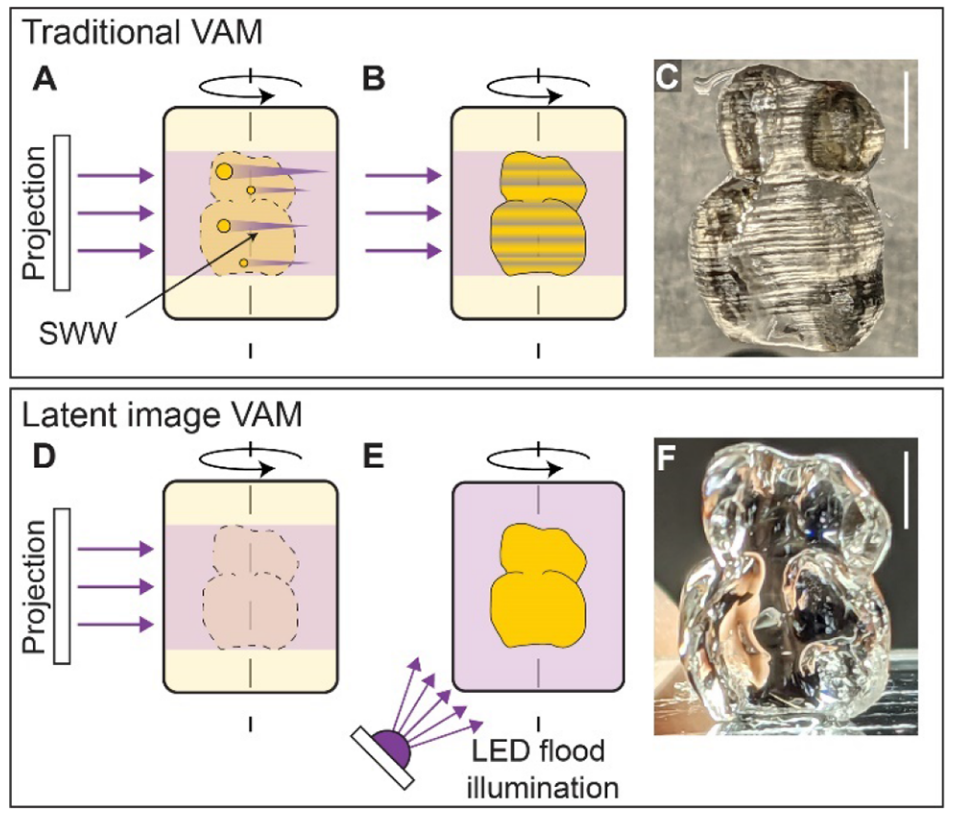 Traditional VAM
A
B
C
Projection
SWW
Latent image VAM
D
E
F
Projection
LED flood
illumination